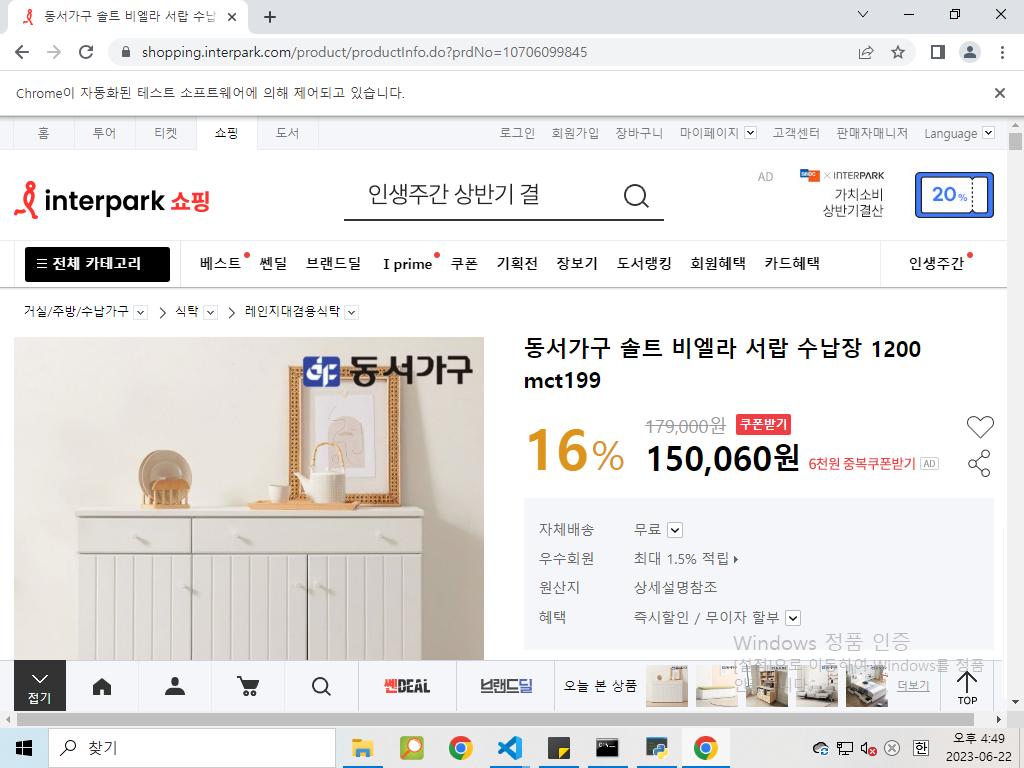 동서가구 솔트 비엘라 서랍 수납
shopping.interpark.com/product/productInfo.do?prdNo=10706099845
Chrome이 자동화된 테스트 소프트웨어에 의해 제어되고 있습니다.
홈 투어 티켓 쇼핑 도서 로그인 회원가입 장바구니 마이페이지 고객센터 판매자매니저 Language
interpark 쇼핑
인생주간 상반기 결
AD
× INTERPARK
가치소비
상반기결산
20%
전체 카테고리 베스트 쎈딜 브랜드딜 I prime 쿠폰 기획전 장보기 도서랭킹 회원혜택 카드혜택 인생주간
거실/주방/수납가구 > 식탁 > 레인지대겸용식탁
동서가구
동서가구 솔트 비엘라 서랍 수납장 1200
mct199
16%
179,000원 쿠폰받기
150,060원 6천원 중복쿠폰받기 AD
자체배송 무료
우수회원 최대 1.5% 적립
원산지 상세설명참조
혜택 즉시할인 / 무이자 할부
Windows 정품 인증
[설정]으로 이동하여 Windows를 정품
접기 쎈DEAL 브랜드딜 오늘 본 상품 더보기 TOP
찾기
한
오후 4:49
2023-06-22